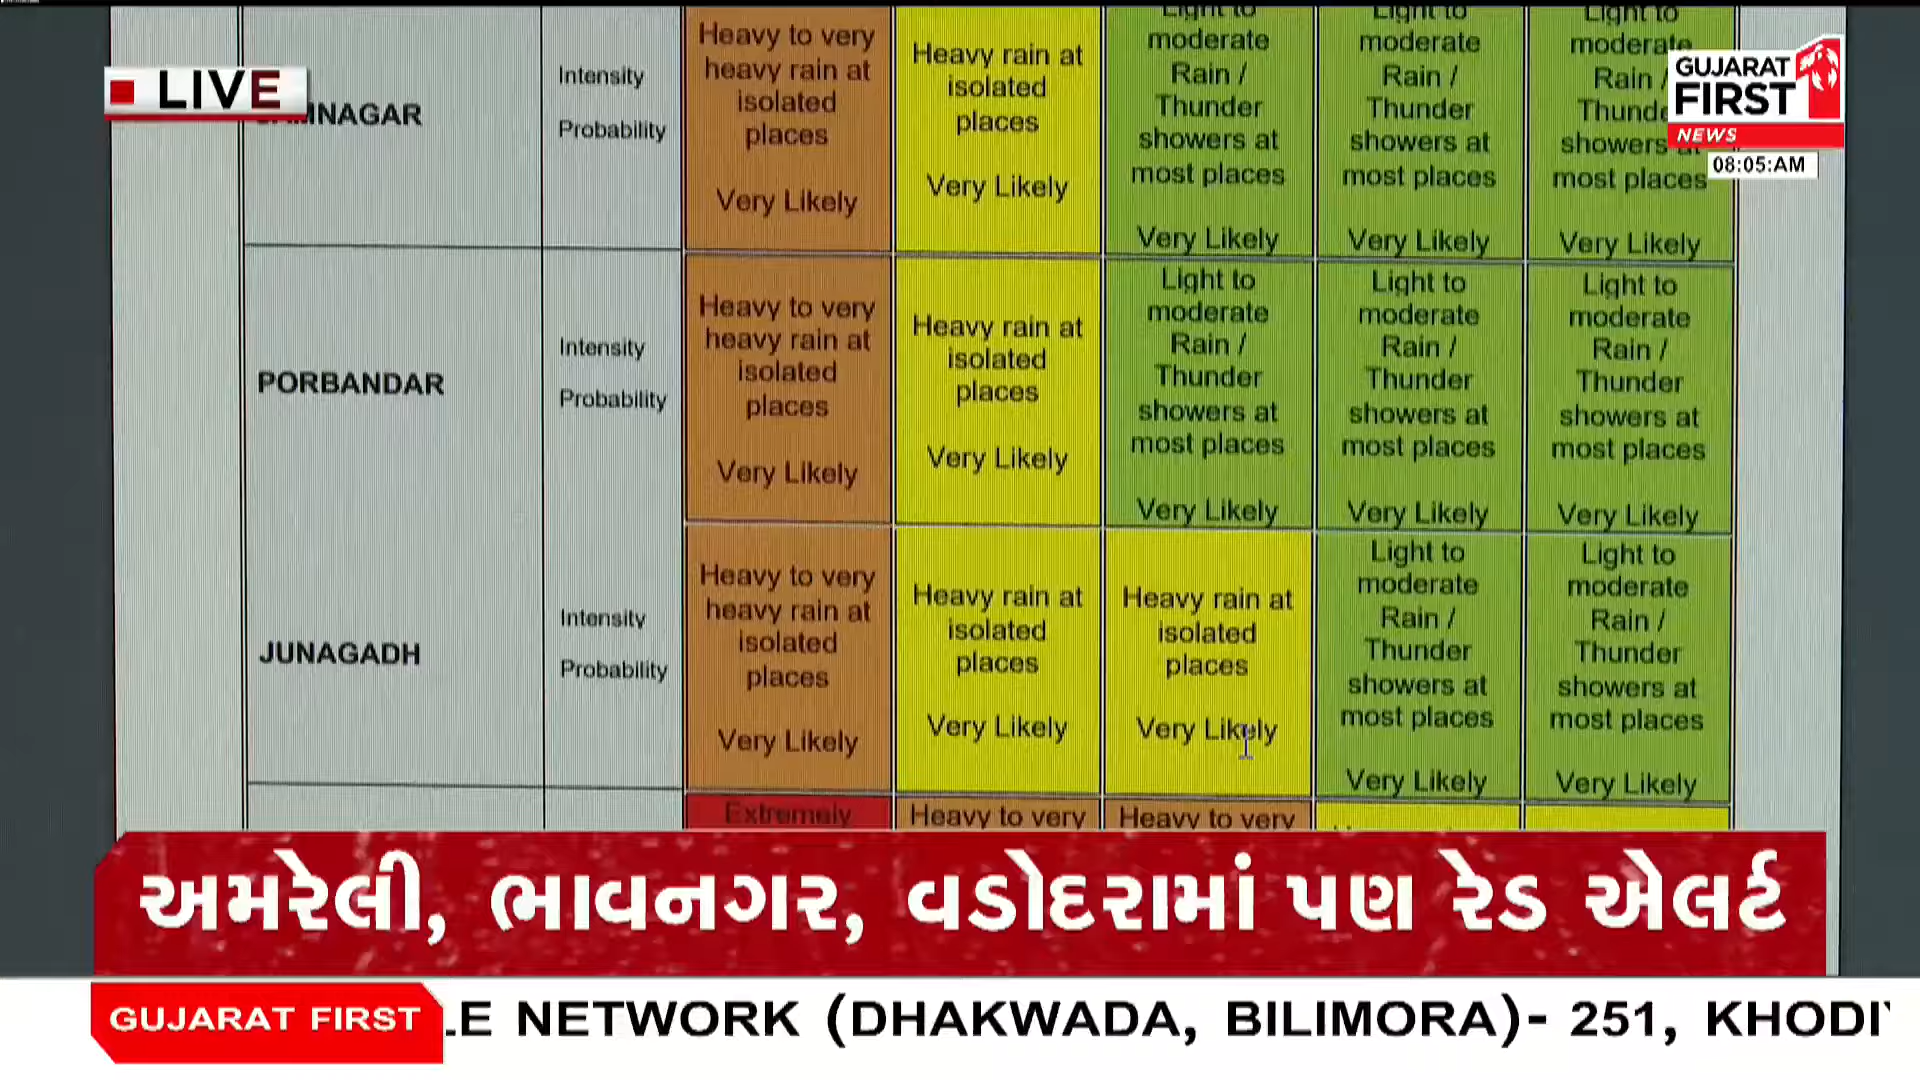 LIVE
GUJARAT
FIRST
NEWS
08:05:AM
Intensity
Probability
Heavy to very
heavy rain at
isolated
places
Very Likely
Heavy rain at
isolated
places
Very Likely
Light to
moderate
Rain /
Thunder
showers at
most places
Very Likely
Light to
moderate
Rain /
Thunder
showers at
most places
Very Likely
Light to
moderate
Rain /
showers
most places
Very Likely
PORBANDAR
Intensity
Probability
Heavy to very
heavy rain at
isolated
places
Very Likely
Heavy rain at
isolated
places
Very Likely
Light to
moderate
Rain /
Thunder
showers at
most places
Very Likely
Light to
moderate
Rain /
Thunder
showers at
most places
Very Likely
Light to
moderate
Rain /
Thunder
showers at
most places
Very Likely
JUNAGADH
Intensity
Probability
Heavy to very
heavy rain at
isolated
places
Very Likely
Heavy rain at
isolated
places
Very Likely
Heavy rain at
isolated
places
Very Likely
Light to
moderate
Rain /
Thunder
showers at
most places
Very Likely
Light to
moderate
Rain /
Thunder
showers at
most places
Very Likely
Extremely
Heavy to very
Heavy to very
અમરેલી, ભાવનગર, વડોદરામાં પણ રેડ એલર્ટ
GUJARAT FIRST
NETWORK (DHAKWADA, BILIMORA)- 251,